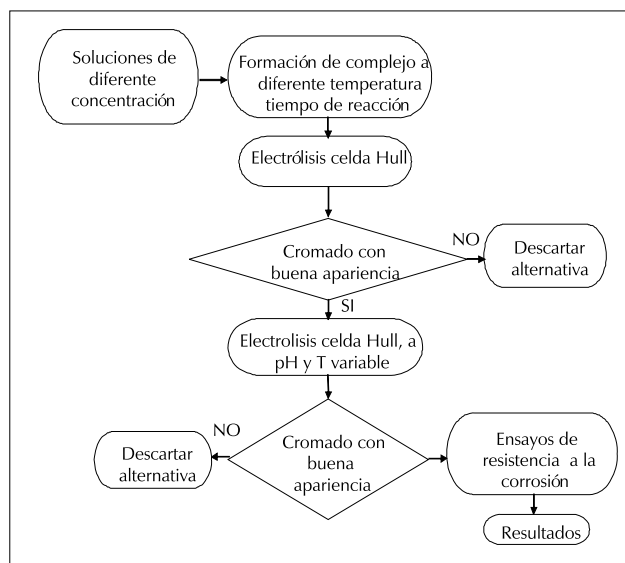 Soluciones de
diferente
concentración
Formación de complejo a
diferente temperatura
tiempo de reacción
Electrólisis celda Hull
Cromado con
buena apariencia
NO
Descartar
alternativa
SI
Electrolisis celda Hull, a
pH y T variable
NO
Descartar
alternativa
Cromado con
buena
apariencia
Ensayos de
resistencia a la
corrosión
Resultados